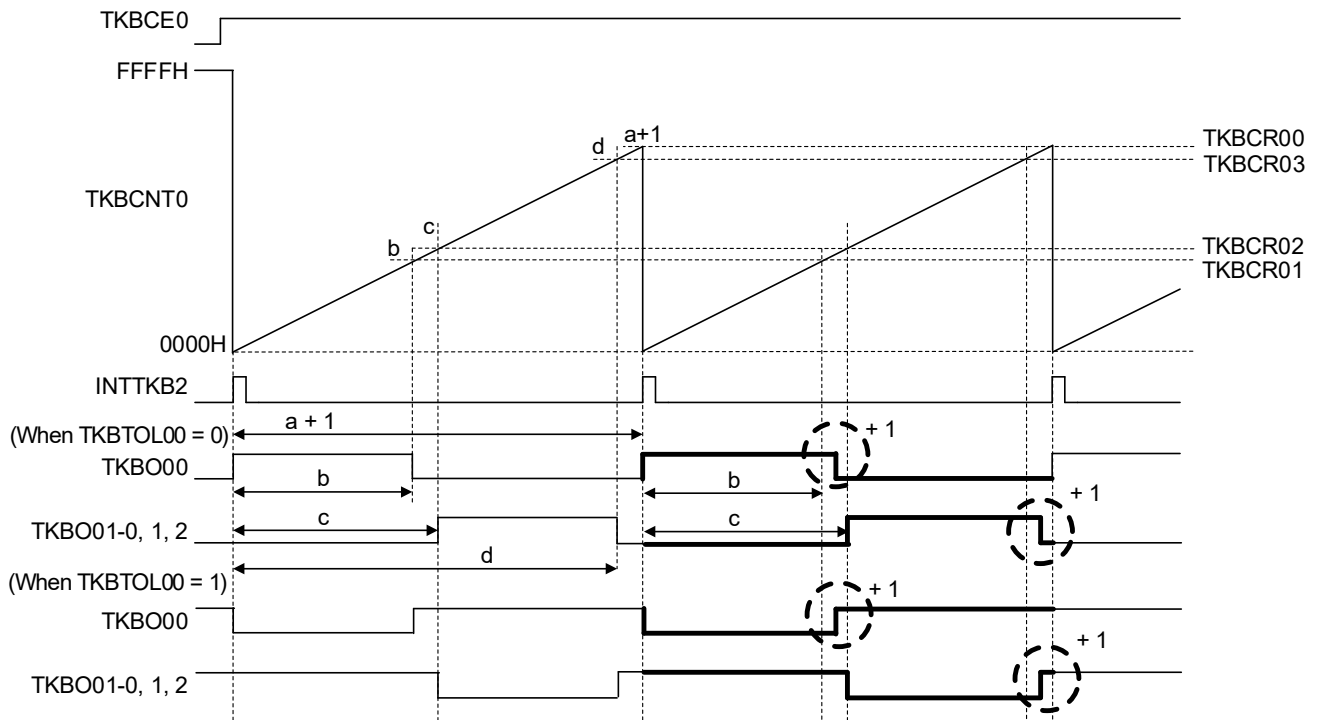 TKBCE0
FFFFH
a+1
d
TKBCR00
TKBCR03
TKBCNT0
c
b
TKBCR02
TKBCR01
0000H
INTTKB2
(When TKBTOL00 = 0)
a + 1
+ 1
TKBO00
b
b
+ 1
TKBO01-0, 1, 2
c
c
d
(When TKBTOL00 = 1)
+ 1
TKBO00
+ 1
TKBO01-0, 1, 2